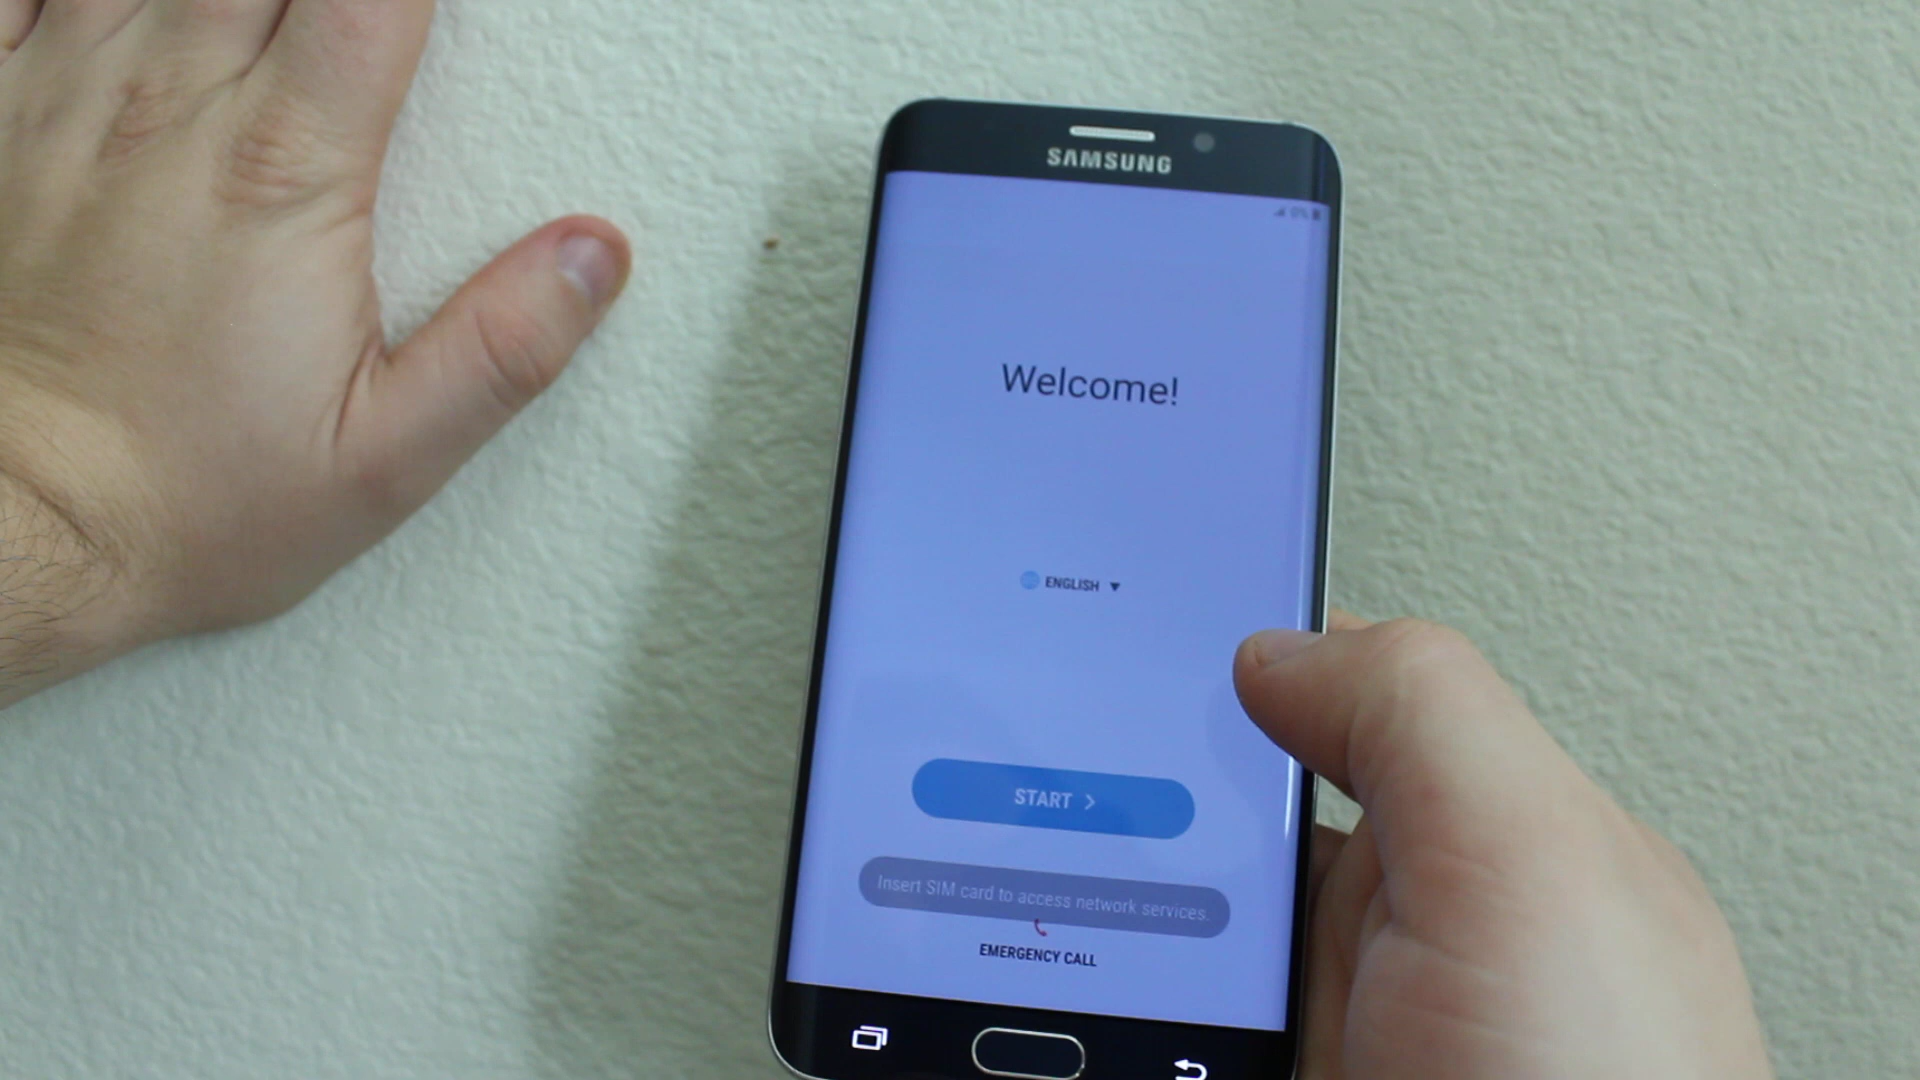 SAMSUNG
Welcome!
ENGLISH
START
Insert SIM card to access network services.
EMERGENCY CALL